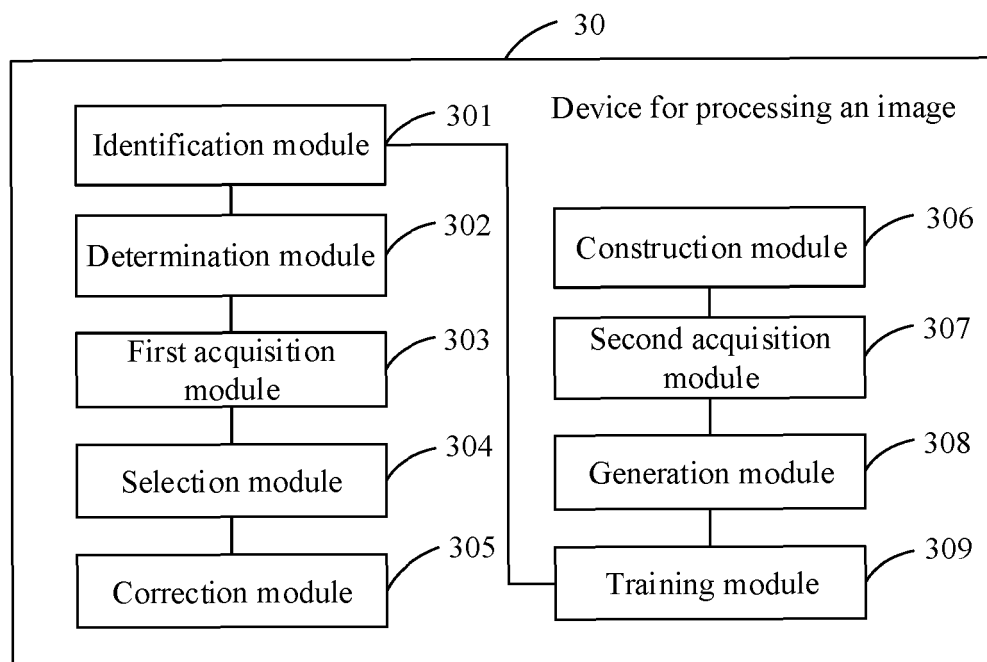 30
Device for processing an image
Identification module
301
Determination module
302
First acquisition
module
303
Selection module
304
Correction module
305
Construction module
306
Second acquisition
module
307
Generation module
308
Training module
309